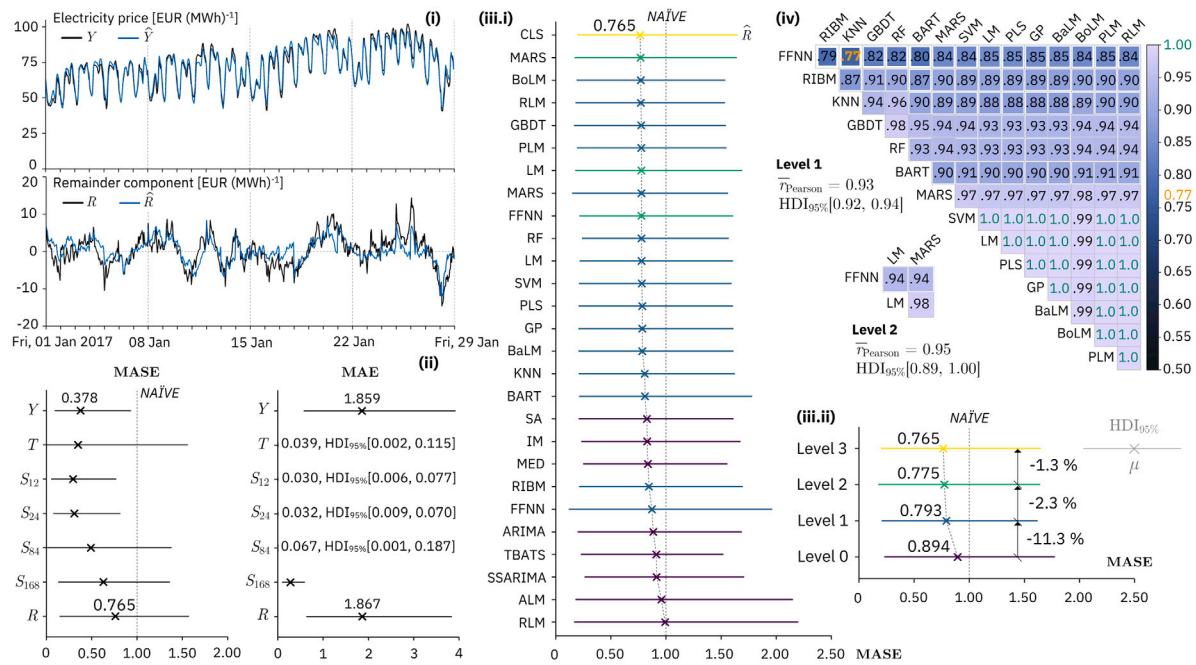 Electricity price [EUR (MWh)⁻¹]
(i)
Y Ŷ
100
75
50
25
0
Remainder component [EUR (MWh)⁻¹]
R R̂
20
10
0
-10
-20
Fri, 01 Jan 2017 08 Jan 15 Jan 22 Jan Fri, 29 Jan
(ii)
MASE
NAÏVE
Y 0.378
T
S₁₂
S₂₄
S₈₄
S₁₆₈
R 0.765
0 0.50 1.00 1.50 2.00
MAE
Y 1.859
T 0.039, HDI₉₅%[0.002, 0.115]
S₁₂ 0.030, HDI₉₅%[0.006, 0.077]
S₂₄ 0.032, HDI₉₅%[0.009, 0.070]
S₈₄ 0.067, HDI₉₅%[0.001, 0.187]
S₁₆₈
R 1.867
0 1 2 3 4
(iii.i)
NAÏVE
0.765
R̂
CLS
MARS
BoLM
RLM
GBDT
PLM
LM
MARS
FFNN
RF
LM
SVM
PLS
GP
BaLM
KNN
BART
SA
IM
MED
RIBM
FFNN
ARIMA
TBATS
SSARIMA
ALM
RLM
0 0.50 1.00 1.50 2.00 2.50
MASE
(iv)
RIBM KNN GBDT RF BART MARS SVM LM PLS GP BaLM BoLM PLM RLM
FFNN .79 .77 .82 .82 .80 .84 .84 .85 .85 .85 .85 .84 .85 .84
RIBM .87 .91 .90 .87 .90 .89 .89 .89 .89 .89 .90 .90 .90
KNN .94 .96 .90 .89 .89 .88 .88 .88 .88 .89 .90 .90
GBDT .98 .95 .94 .94 .93 .93 .93 .93 .94 .94 .94
RF .93 .94 .94 .93 .93 .93 .93 .94 .94 .94
BART .90 .91 .90 .90 .90 .90 .91 .91 .91
MARS .97 .97 .97 .97 .97 .98 .97 .97
SVM 1.0 1.0 1.0 1.0 .99 1.0 1.0
LM 1.0 1.0 1.0 .99 1.0 1.0
PLS 1.0 1.0 .99 1.0 1.0
GP 1.0 .99 1.0 1.0
BaLM .99 1.0 1.0
BoLM 1.0 1.0
PLM 1.0
1.00
0.95
0.90
0.85
0.80
0.77
0.75
0.70
0.65
0.60
0.55
0.50
Level 1
r̅Pearson = 0.93
HDI₉₅%[0.92, 0.94]
LM MARS
FFNN .94 .94
LM .98
Level 2
r̅Pearson = 0.95
HDI₉₅%[0.89, 1.00]
(iii.ii)
NAÏVE
HDI₉₅%
μ
Level 3 0.765
-1.3 %
Level 2 0.775
-2.3 %
Level 1 0.793
-11.3 %
Level 0 0.894
MASE
0 0.50 1.00 1.50 2.00 2.50